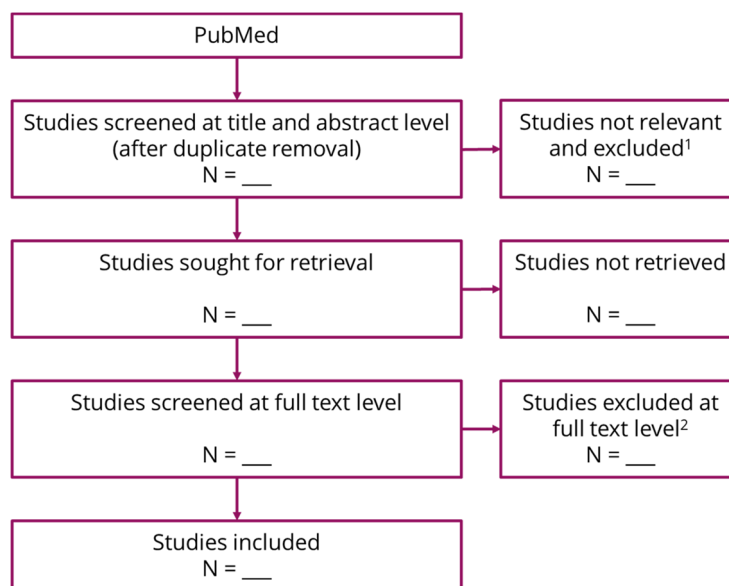 PubMed
Studies screened at title and abstract level
(after duplicate removal)
N = ___
Studies not relevant
and excluded¹
N = ___
Studies sought for retrieval
N = ___
Studies not retrieved
N = ___
Studies screened at full text level
N = ___
Studies excluded at
full text level²
N = ___
Studies included
N = ___